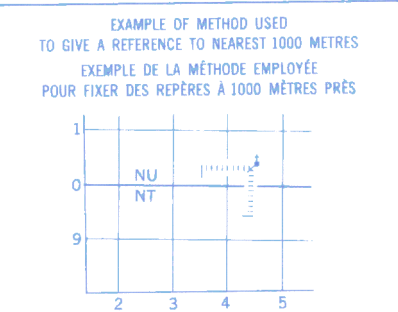 EXAMPLE OF METHOD USED
TO GIVE A REFERENCE TO NEAREST 1000 METRES
EXEMPLE DE LA MÉTHODE EMPLOYÉE
POUR FIXER DES REPÈRES À 1000 MÈTRES PRÈS
1
NU
0
NT
9
2 3 4 5